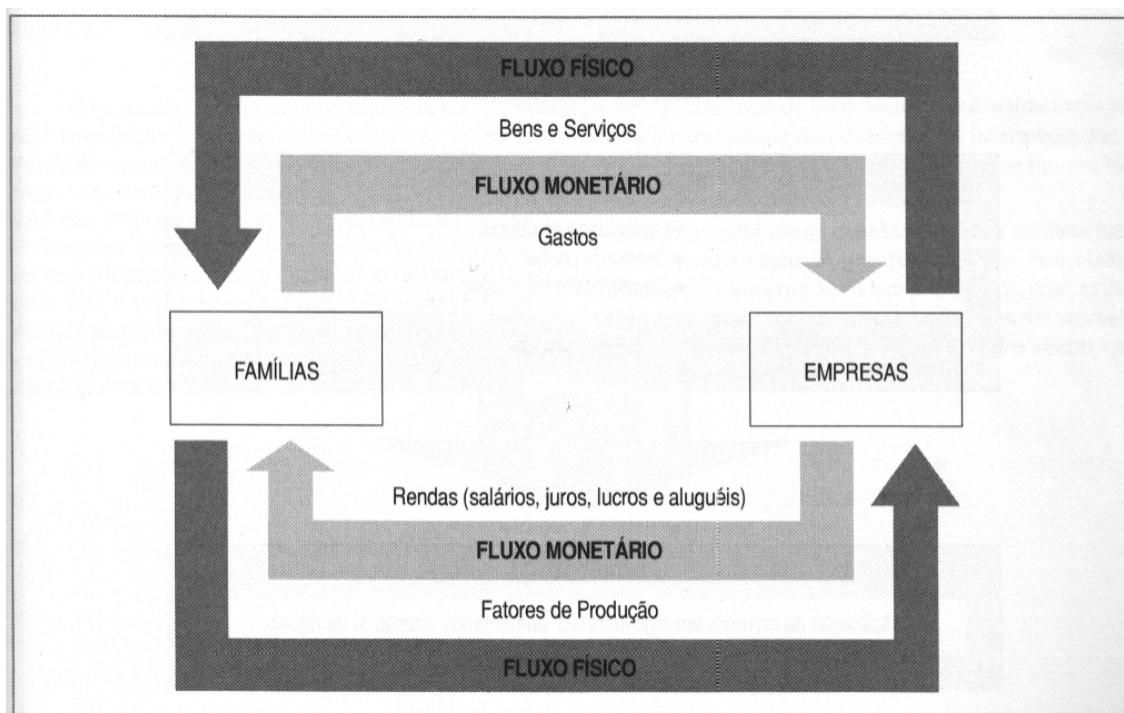 FLUXO FÍSICO
Bens e Serviços
FLUXO MONETÁRIO
Gastos
FAMÍLIAS
EMPRESAS
Rendas (salários, juros, lucros e aluguéis)
FLUXO MONETÁRIO
Fatores de Produção
FLUXO FÍSICO